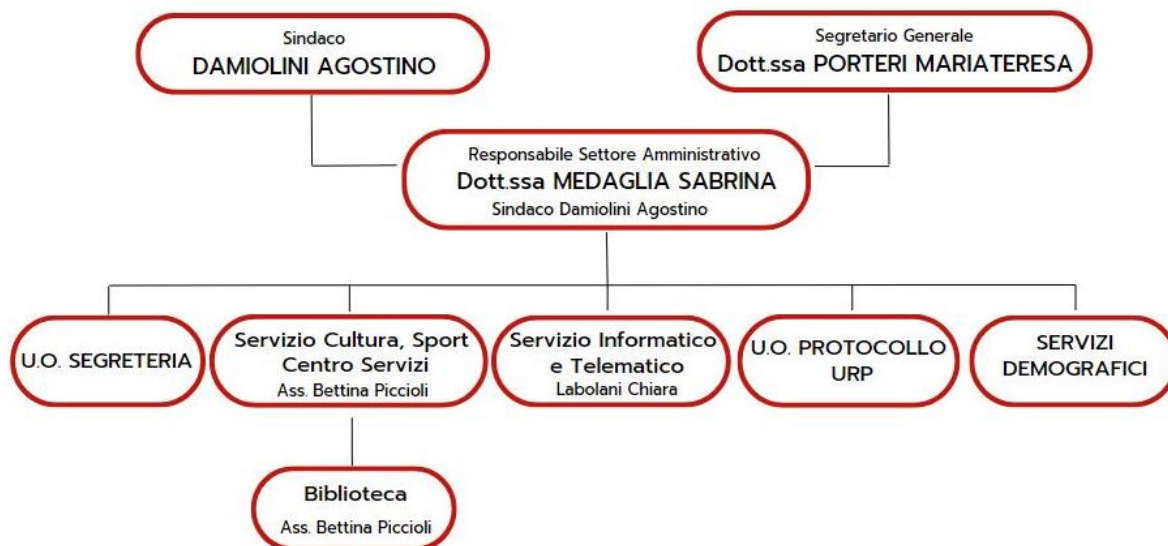 Sindaco
DAMIOLINI AGOSTINO
Segretario Generale
Dott.ssa PORTERI MARIATERESA
Responsabile Settore Amministrativo
Dott.ssa MEDAGLIA SABRINA
Sindaco Damiolini Agostino
U.O. SEGRETERIA
Servizio Cultura, Sport
Centro Servizi
Ass. Bettina Piccioli
Servizio Informatico
e Telematico
Labolani Chiara
U.O. PROTOCOLLO
URP
SERVIZI
DEMOGRAFICI
Biblioteca
Ass. Bettina Piccioli